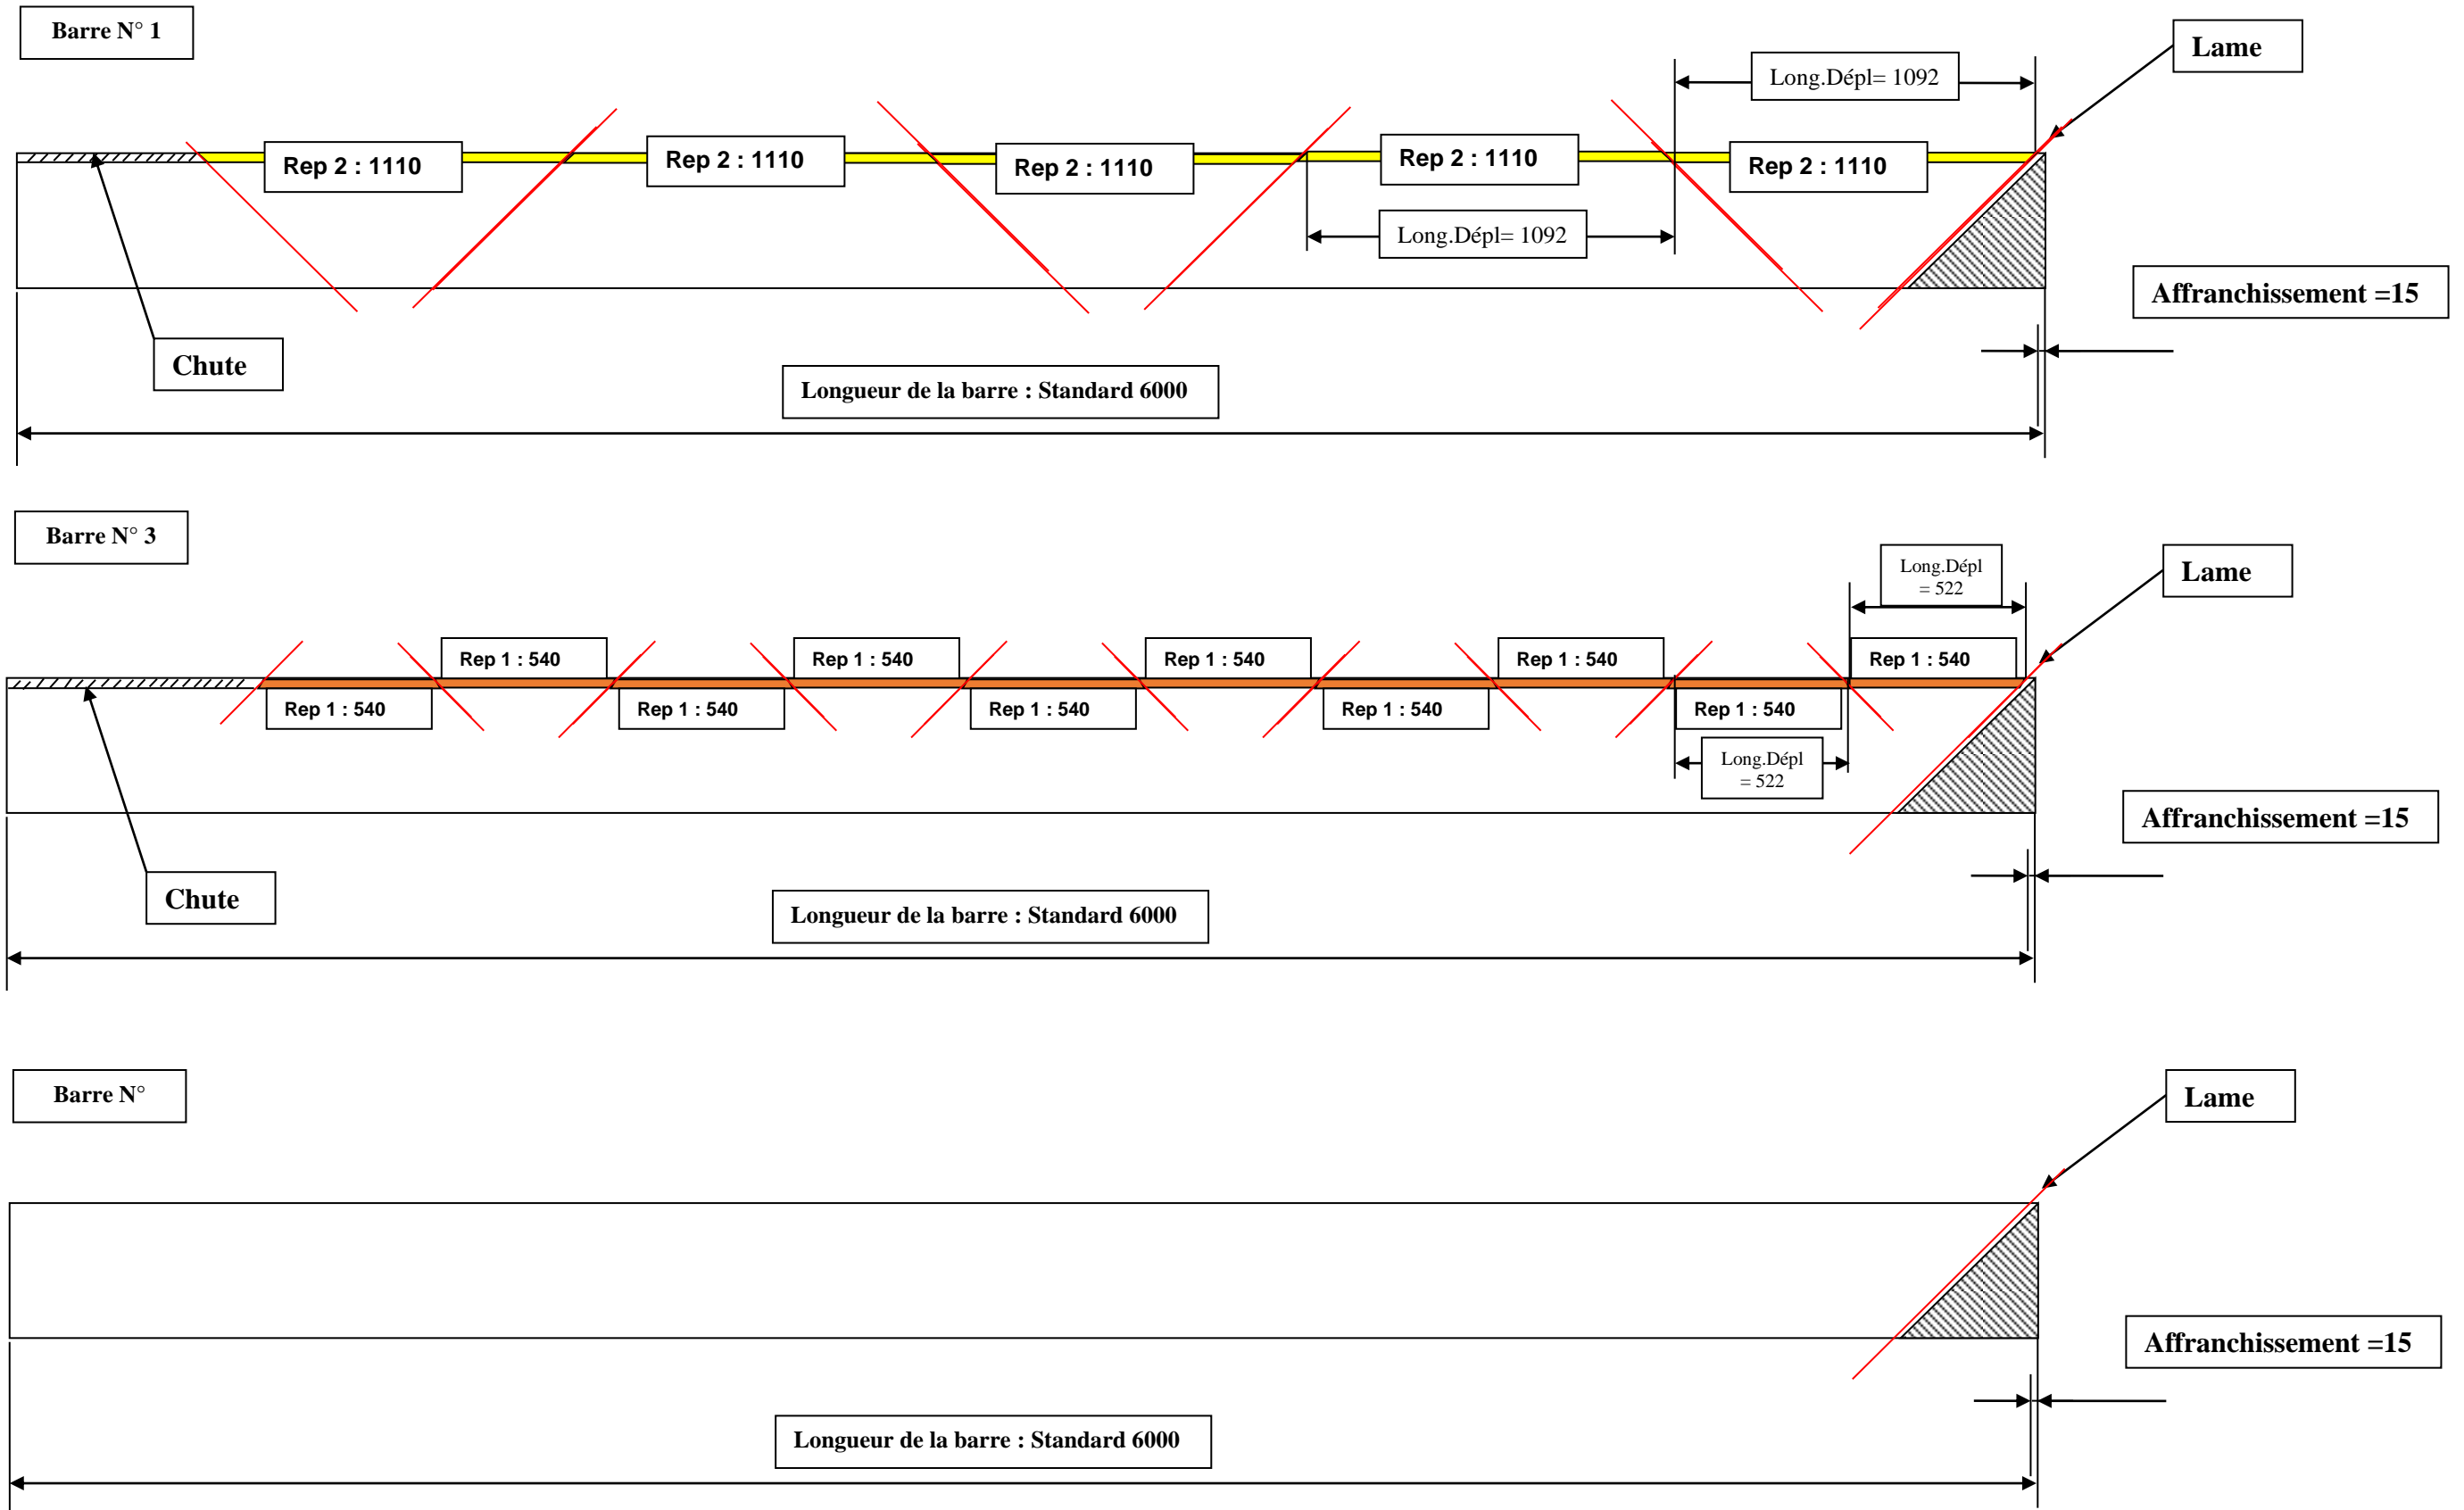 Barre N° 1
Lame
Long.Dépl= 1092
Rep 2 : 1110
Rep 2 : 1110
Rep 2 : 1110
Rep 2 : 1110
Rep 2 : 1110
Long.Dépl= 1092
Affranchissement =15
Chute
Longueur de la barre : Standard 6000
Barre N° 3
Long.Dépl
= 522
Lame
Rep 1 : 540
Rep 1 : 540
Rep 1 : 540
Rep 1 : 540
Rep 1 : 540
Rep 1 : 540
Rep 1 : 540
Rep 1 : 540
Rep 1 : 540
Rep 1 : 540
Long.Dépl
= 522
Affranchissement =15
Chute
Longueur de la barre : Standard 6000
Barre N°
Lame
Affranchissement =15
Longueur de la barre : Standard 6000